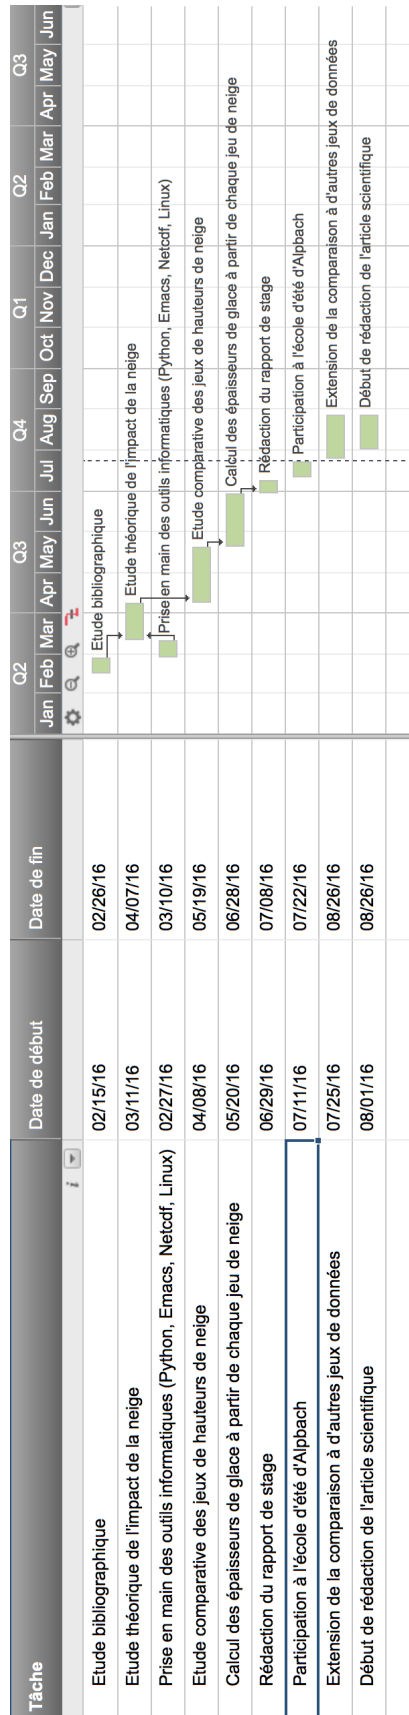 Tâche Date de début Date de fin
Q2 Q3 Q4 Q1 Q2 Q3
Jan Feb Mar Apr May Jun Jul Aug Sep Oct Nov Dec Jan Feb Mar Apr May Jun
i
Etude bibliographique 02/15/16 02/26/16 Etude bibliographique
Etude théorique de l'impact de la neige 03/11/16 04/07/16 Etude théorique de l'impact de la neige
Prise en main des outils informatiques (Python, Emacs, Netcdf, Linux) 02/27/16 03/10/16 Prise en main des outils informatiques (Python, Emacs, Netcdf, Linux)
Etude comparative des jeux de hauteurs de neige 04/08/16 05/19/16 Etude comparative des jeux de hauteurs de neige
Calcul des épaisseurs de glace à partir de chaque jeu de neige 05/20/16 06/28/16 Calcul des épaisseurs de glace à partir de chaque jeu de neige
Rédaction du rapport de stage 06/29/16 07/08/16 Rédaction du rapport de stage
Participation à l'école d'été d'Alpbach 07/11/16 07/22/16 Participation à l'école d'été d'Alpbach
Extension de la comparaison à d'autres jeux de données 07/25/16 08/26/16 Extension de la comparaison à d'autres jeux de données
Début de rédaction de l'article scientifique 08/01/16 08/26/16 Début de rédaction de l'article scientifique